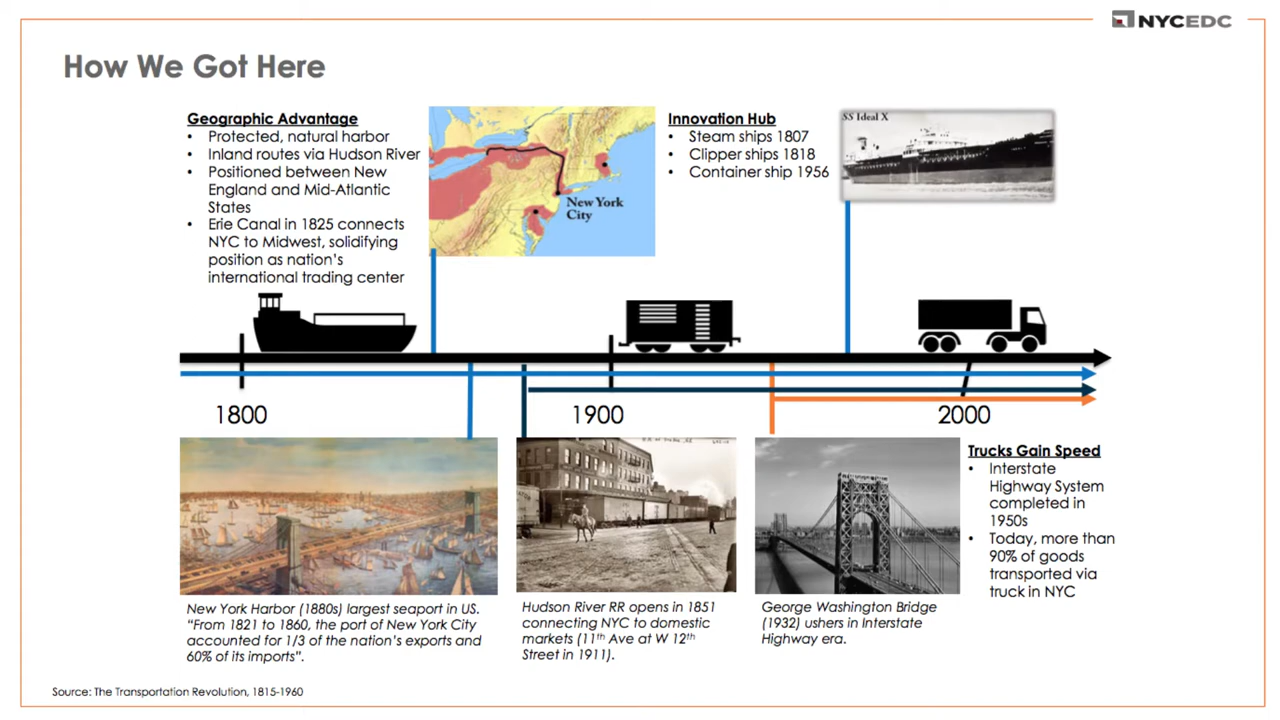 NYCEDC
How We Got Here
Geographic Advantage
• Protected, natural harbor
• Inland routes via Hudson River
• Positioned between New
England and Mid-Atlantic
States
• Erie Canal in 1825 connects
NYC to Midwest, solidifying
position as nation's
international trading center
New York
City
Innovation Hub
• Steam ships 1807
• Clipper ships 1818
• Container ship 1956
SS Ideal X
1800
1900
2000
New York Harbor (1880s) largest seaport in US.
"From 1821 to 1860, the port of New York City
accounted for 1/3 of the nation's exports and
60% of its imports".
Hudson River RR opens in 1851
connecting NYC to domestic
markets (11th Ave at W 12th
Street in 1911).
George Washington Bridge
(1932) ushers in Interstate
Highway era.
Trucks Gain Speed
• Interstate
Highway System
completed in
1950s
• Today, more than
90% of goods
transported via
truck in NYC
Source: The Transportation Revolution, 1815-1960